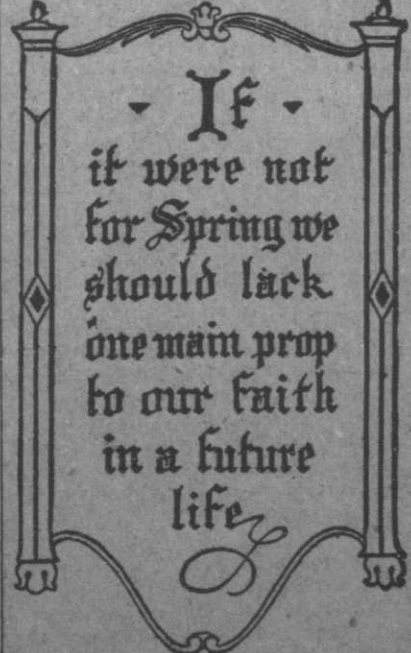 If
it were not
for Spring we
should lack
one main prop
to our faith
in a future
life